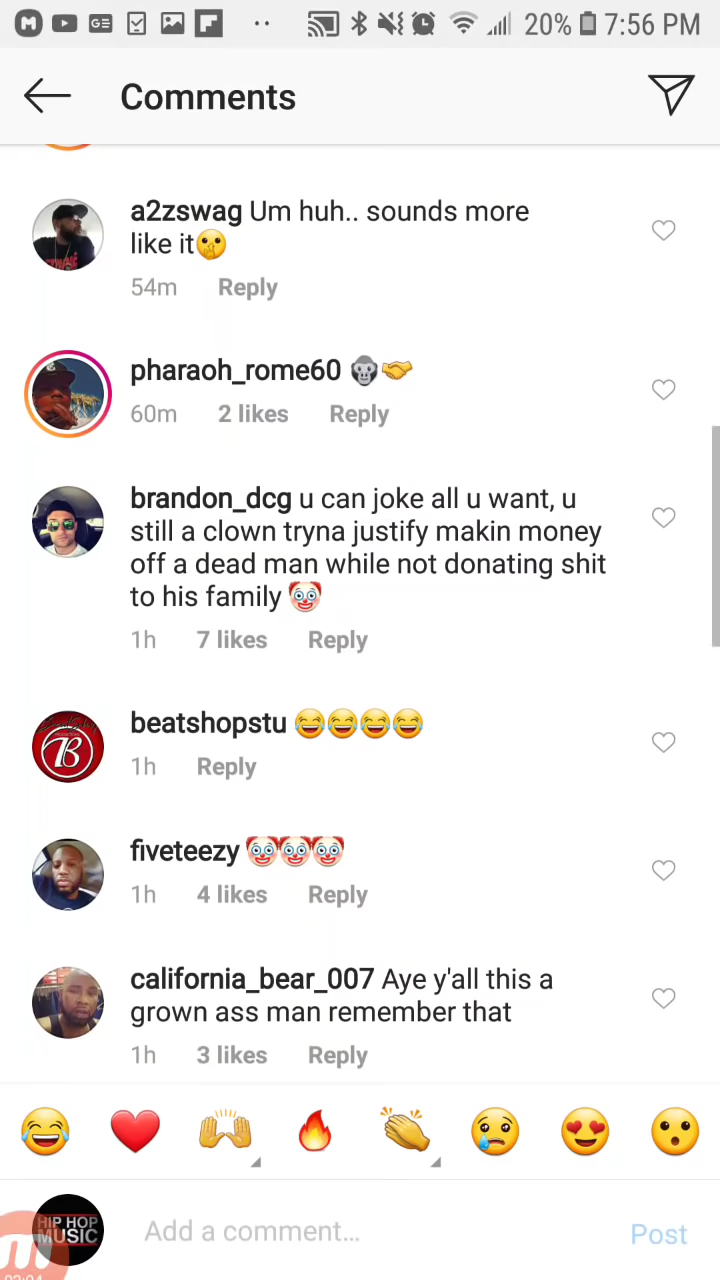 20% 7:56 PM
Comments
a2zswag Um huh.. sounds more
like it🤫
54m Reply
pharaoh_rome60 🦍🤝
60m 2 likes Reply
brandon_dcg u can joke all u want, u
still a clown tryna justify makin money
off a dead man while not donating shit
to his family 🤡
1h 7 likes Reply
beatshopstu 😂😂😂😂
1h Reply
fiveteezy 🤡🤡🤡
1h 4 likes Reply
california_bear_007 Aye y'all this a
grown ass man remember that
1h 3 likes Reply
HIP HOP
MUSIC
Add a comment... Post